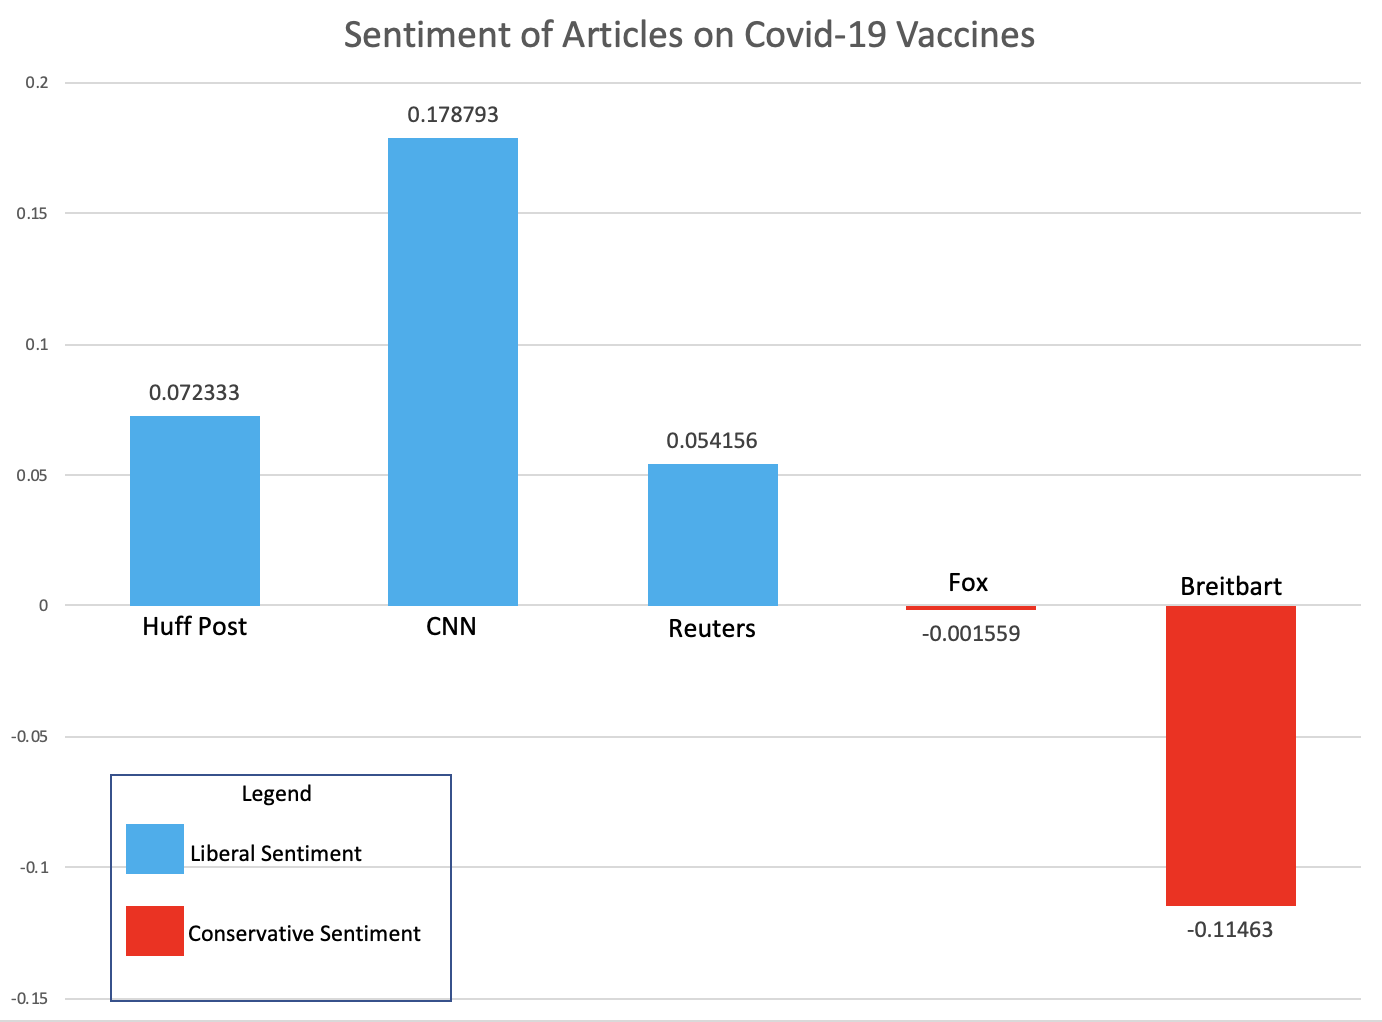 Sentiment of Articles on Covid-19 Vaccines
0.2
0.178793
0.15
0.1
0.072333
0.054156
0.05
Fox
Breitbart
0
Huff Post
CNN
Reuters
-0.001559
-0.05
Legend
Liberal Sentiment
-0.1
Conservative Sentiment
-0.11463
-0.15